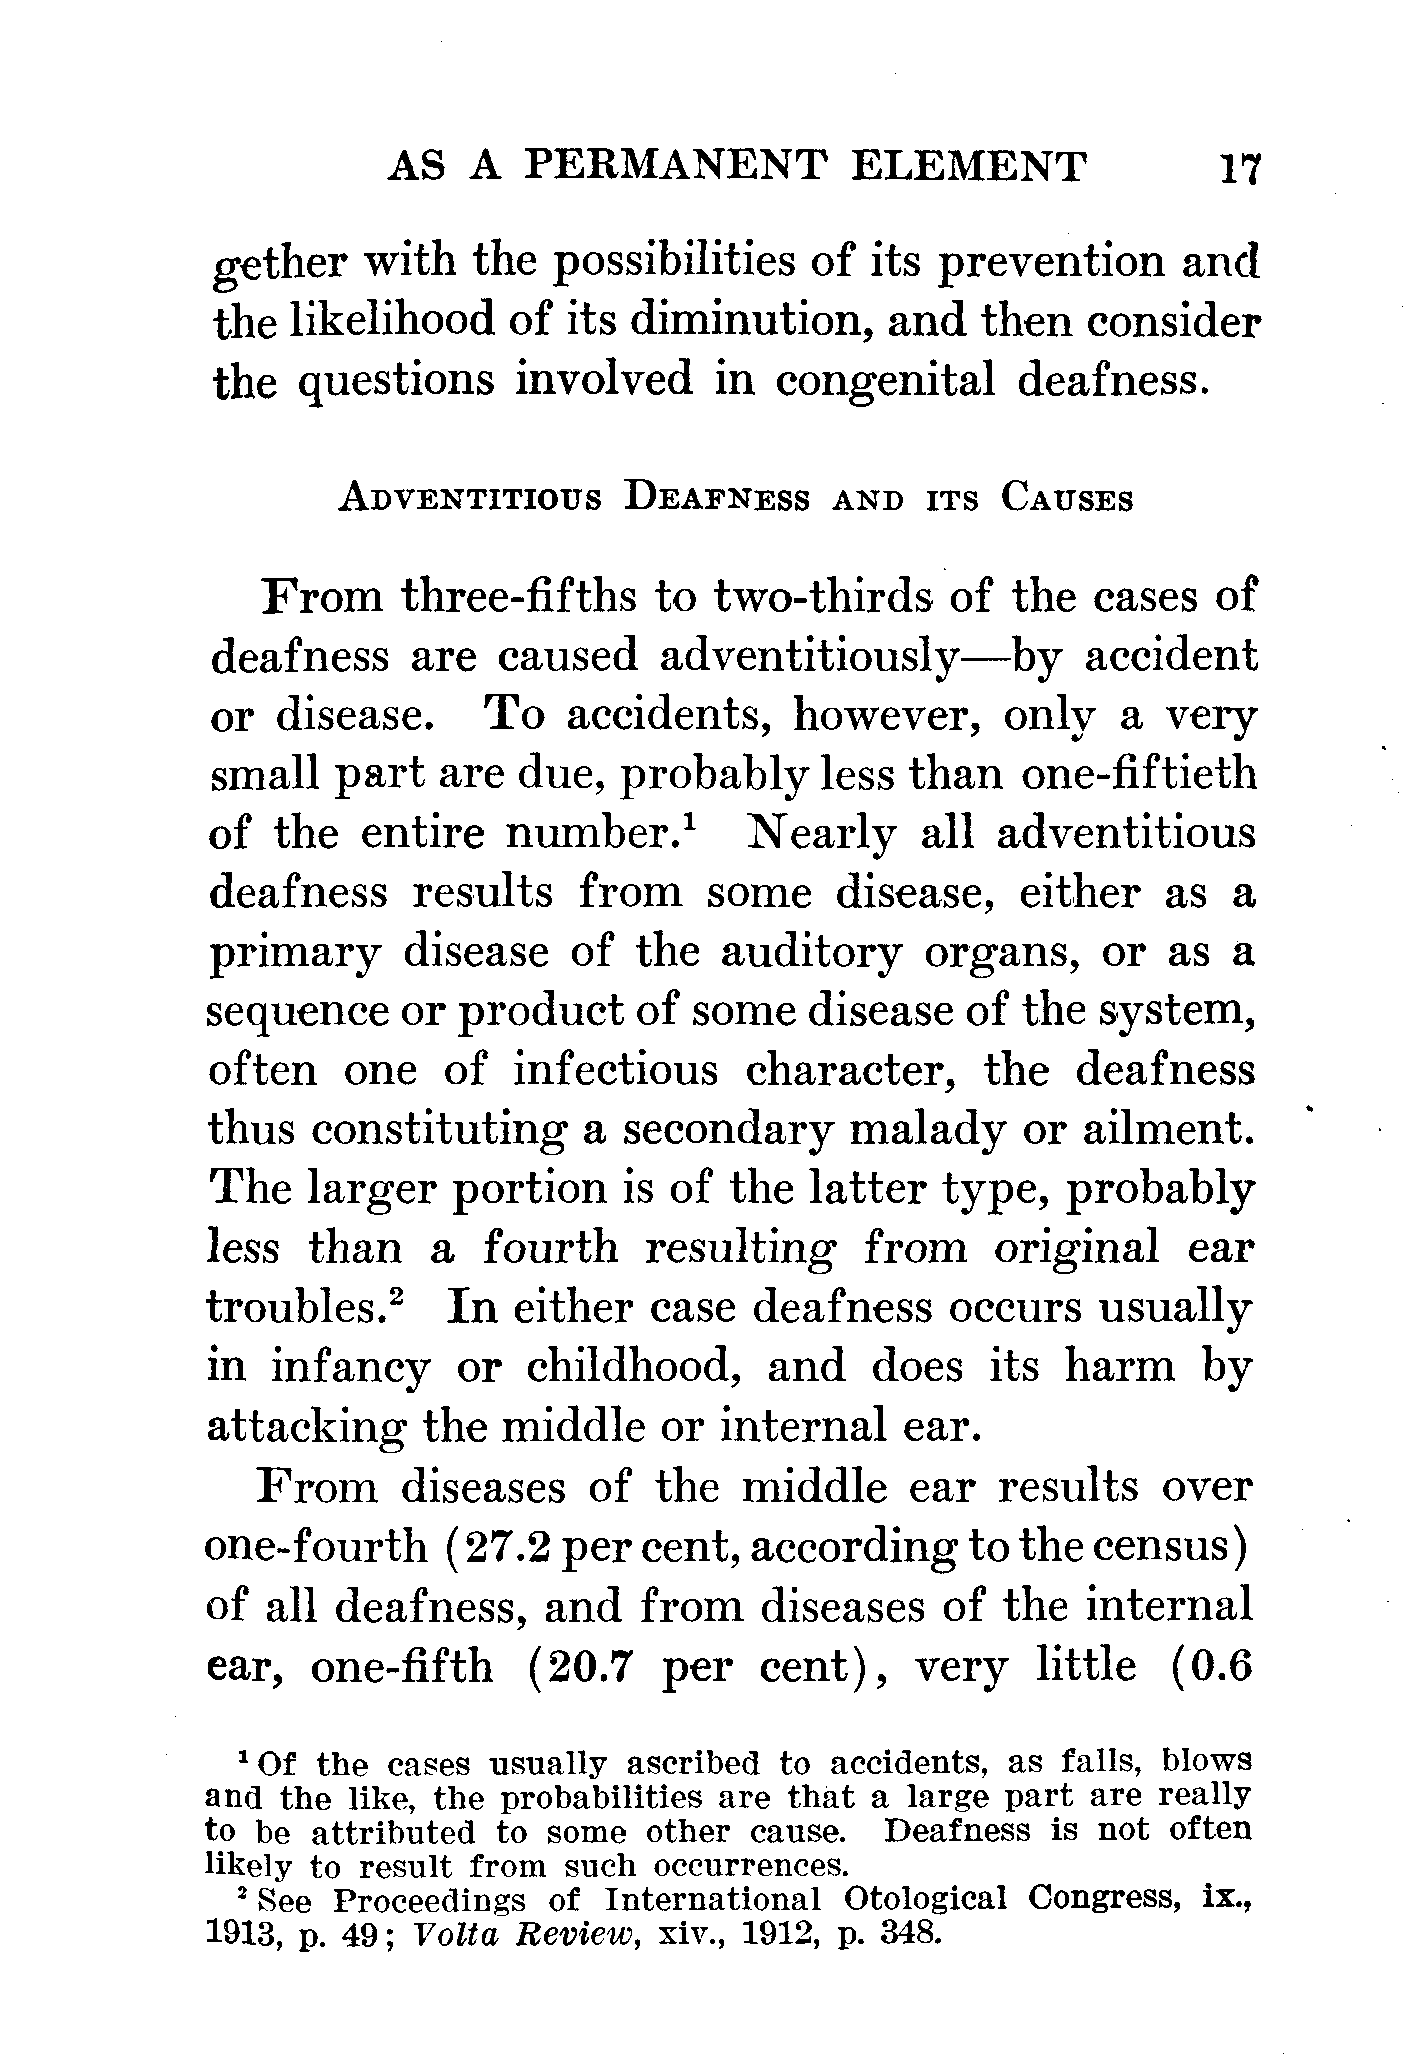 AS A PERMANENT ELEMENT 17
gether with the possibilities of its prevention and
the likelihood of its diminution, and then consider
the questions involved in congenital deafness.
Adventitious Deafness and its Causes
From three-fifths to two-thirds of the cases of
deafness are caused adventitiously—by accident
or disease. To accidents, however, only a very
small part are due, probably less than one-fiftieth
of the entire number.¹ Nearly all adventitious
deafness results from some disease, either as a
primary disease of the auditory organs, or as a
sequence or product of some disease of the system,
often one of infectious character, the deafness
thus constituting a secondary malady or ailment.
The larger portion is of the latter type, probably
less than a fourth resulting from original ear
troubles.² In either case deafness occurs usually
in infancy or childhood, and does its harm by
attacking the middle or internal ear.
From diseases of the middle ear results over
one-fourth (27.2 per cent, according to the census)
of all deafness, and from diseases of the internal
ear, one-fifth (20.7 per cent), very little (0.6
¹ Of the cases usually ascribed to accidents, as falls, blows
and the like, the probabilities are that a large part are really
to be attributed to some other cause. Deafness is not often
likely to result from such occurrences.
² See Proceedings of International Otological Congress, ix.,
1913, p. 49; Volta Review, xiv., 1912, p. 348.